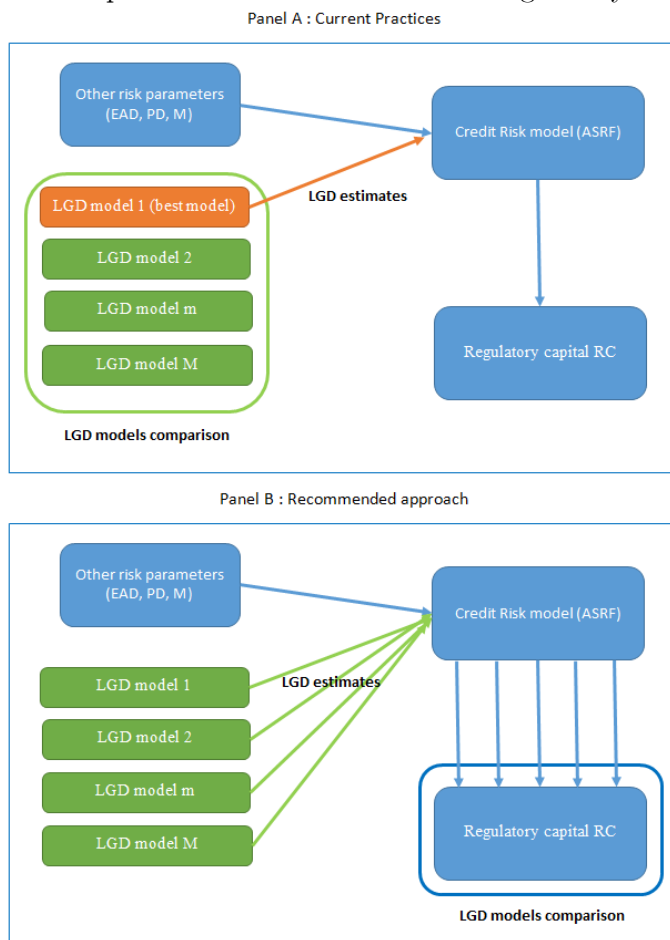 Panel A : Current Practices
Other risk parameters
(EAD, PD, M)
Credit Risk model (ASRF)
LGD model 1 (best model)
LGD estimates
LGD model 2
LGD model m
LGD model M
Regulatory capital RC
LGD models comparison
Panel B : Recommended approach
Other risk parameters
(EAD, PD, M)
Credit Risk model (ASRF)
LGD model 1
LGD estimates
LGD model 2
LGD model m
LGD model M
Regulatory capital RC
LGD models comparison